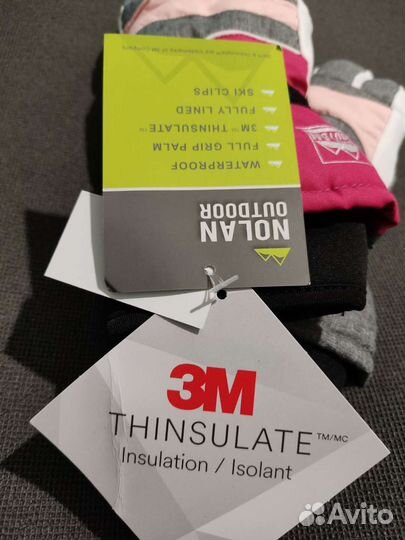 NOLAN
OUTDOOR
WATERPROOF
FULL GRIP PALM
3M™ THINSULATE™
FULLY LINED
SKI CLIPS
3M
THINSULATE™/MC
Insulation / Isolant
Avito